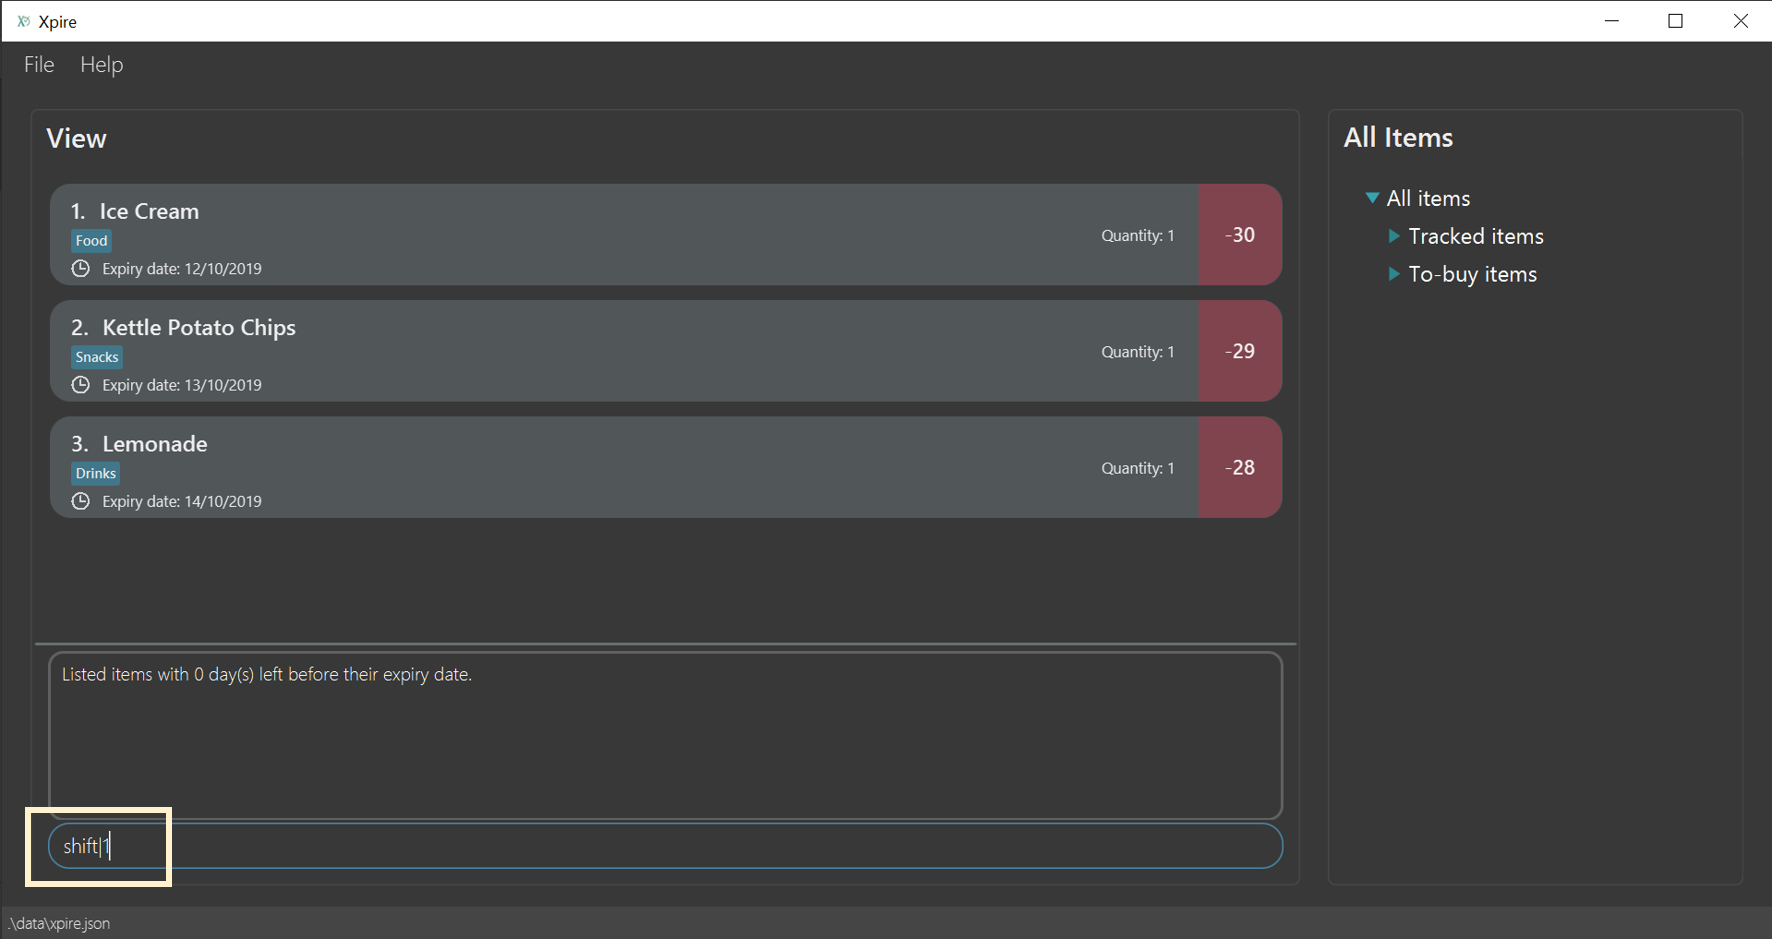 Xpire
File Help
View
1. Ice Cream
Food
Expiry date: 12/10/2019
Quantity: 1
-30
2. Kettle Potato Chips
Snacks
Expiry date: 13/10/2019
Quantity: 1
-29
3. Lemonade
Drinks
Expiry date: 14/10/2019
Quantity: 1
-28
Listed items with 0 day(s) left before their expiry date.
shift|1
All Items
All items
Tracked items
To-buy items
.\data\xpire.json